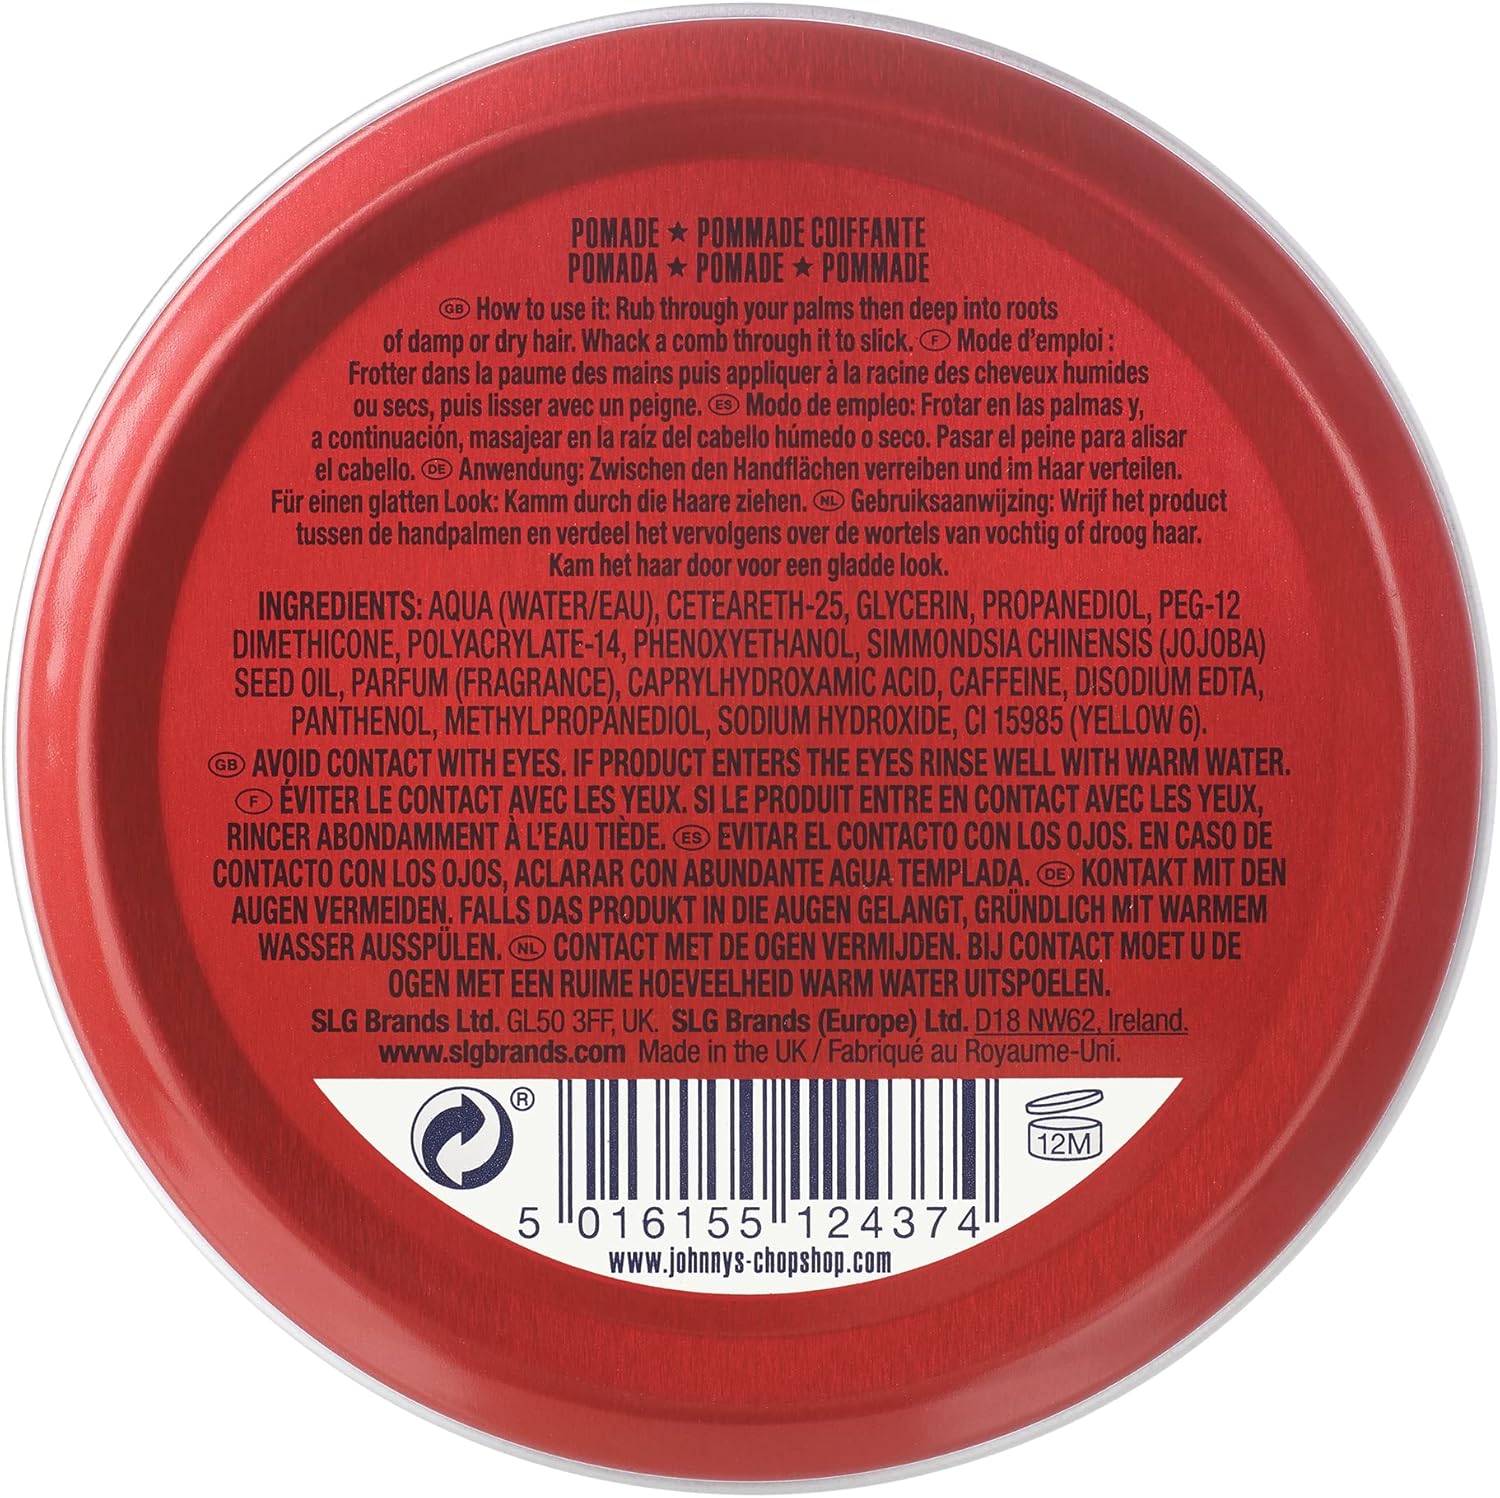 POMADE ★ POMMADE COIFFANTE
POMADA ★ POMADE ★ POMMADE
GB How to use it: Rub through your palms then deep into roots
of damp or dry hair. Whack a comb through it to slick. F Mode d'emploi :
Frotter dans la paume des mains puis appliquer à la racine des cheveux humides
ou secs, puis lisser avec un peigne. ES Modo de empleo: Frotar en las palmas y,
a continuación, masajear en la raíz del cabello húmedo o seco. Pasar el peine para alisar
el cabello. DE Anwendung: Zwischen den Handflächen verreiben und im Haar verteilen.
Für einen glatten Look: Kamm durch die Haare ziehen. NL Gebruiksaanwijzing: Wrijf het product
tussen de handpalmen en verdeel het vervolgens over de wortels van vochtig of droog haar.
Kam het haar door voor een gladde look.
INGREDIENTS: AQUA (WATER/EAU), CETEARETH-25, GLYCERIN, PROPANEDIOL, PEG-12
DIMETHICONE, POLYACRYLATE-14, PHENOXYETHANOL, SIMMONDSIA CHINENSIS (JOJOBA)
SEED OIL, PARFUM (FRAGRANCE), CAPRYLHYDROXAMIC ACID, CAFFEINE, DISODIUM EDTA,
PANTHENOL, METHYLPROPANEDIOL, SODIUM HYDROXIDE, CI 15985 (YELLOW 6).
GB AVOID CONTACT WITH EYES. IF PRODUCT ENTERS THE EYES RINSE WELL WITH WARM WATER.
F ÉVITER LE CONTACT AVEC LES YEUX. SI LE PRODUIT ENTRE EN CONTACT AVEC LES YEUX,
RINCER ABONDAMMENT À L'EAU TIÈDE. ES EVITAR EL CONTACTO CON LOS OJOS. EN CASO DE
CONTACTO CON LOS OJOS, ACLARAR CON ABUNDANTE AGUA TEMPLADA. DE KONTAKT MIT DEN
AUGEN VERMEIDEN. FALLS DAS PRODUKT IN DIE AUGEN GELANGT, GRÜNDLICH MIT WARMEM
WASSER AUSSPÜLEN. NL CONTACT MET DE OGEN VERMIJDEN. BIJ CONTACT MOET U DE
OGEN MET EEN RUIME HOEVEELHEID WARM WATER UITSPOELEN.
SLG Brands Ltd. GL50 3FF, UK. SLG Brands (Europe) Ltd. D18 NW62, Ireland.
www.slgbrands.com Made in the UK / Fabriqué au Royaume-Uni.
®
12M
5 016155 124374
www.johnnys-chopshop.com